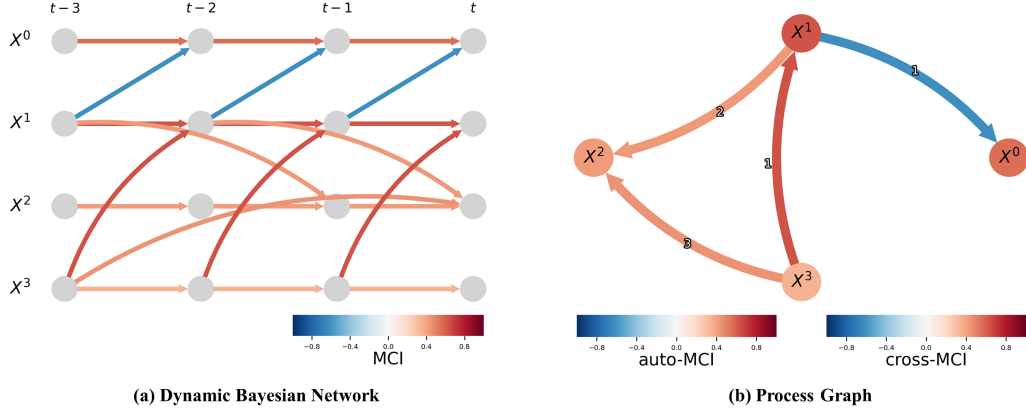 t − 3 t − 2 t − 1 t
X⁰
X¹
X²
X³
−0.8 −0.4 0.0 0.4 0.8
MCI
(a) Dynamic Bayesian Network
X¹
1
2
X²
X⁰
1
3
X³
−0.8 −0.4 0.0 0.4 0.8
auto-MCI
−0.8 −0.4 0.0 0.4 0.8
cross-MCI
(b) Process Graph